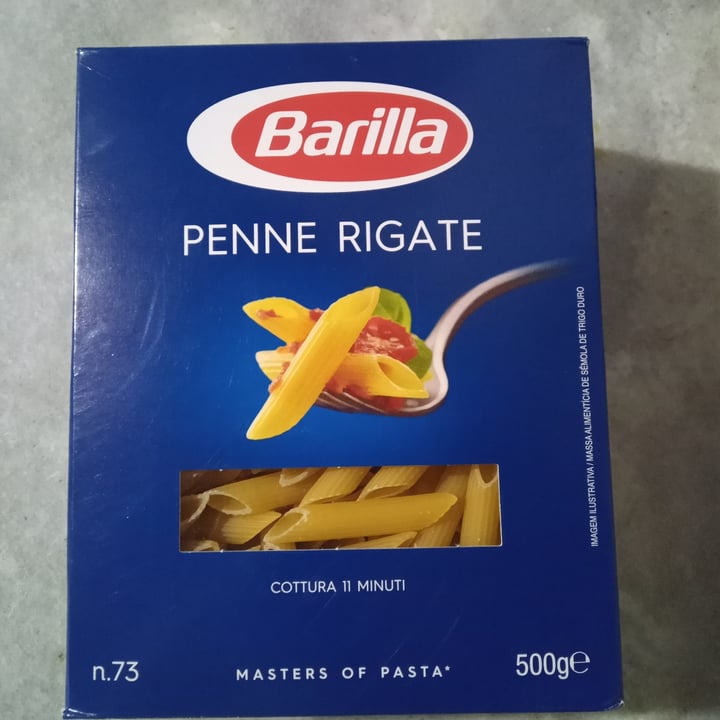 Barilla
PENNE RIGATE
IMAGEM ILUSTRATIVA / MASSA ALIMENTÍCIA DE SÊMOLA DE TRIGO DURO
COTTURA 11 MINUTI
n.73
MASTERS OF PASTA*
500g℮